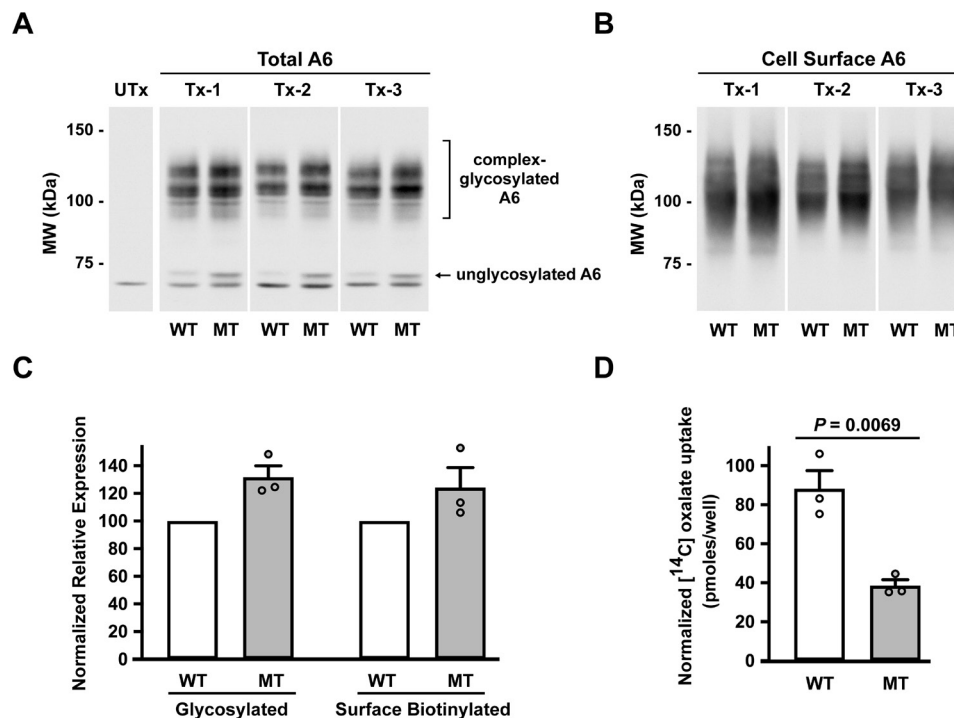 A
Total A6
UTx Tx-1 Tx-2 Tx-3
MW (kDa)
150 -
100 -
75 -
complex-
glycosylated
A6
← unglycosylated A6
WT MT WT MT WT MT
B
Cell Surface A6
Tx-1 Tx-2 Tx-3
MW (kDa)
150 -
100 -
75 -
WT MT WT MT WT MT
C
Normalized Relative Expression
140
120
100
80
60
40
20
0
WT MT WT MT
Glycosylated Surface Biotinylated
D
P = 0.0069
Normalized [14C] oxalate uptake
(pmoles/well)
100
80
60
40
20
0
WT MT